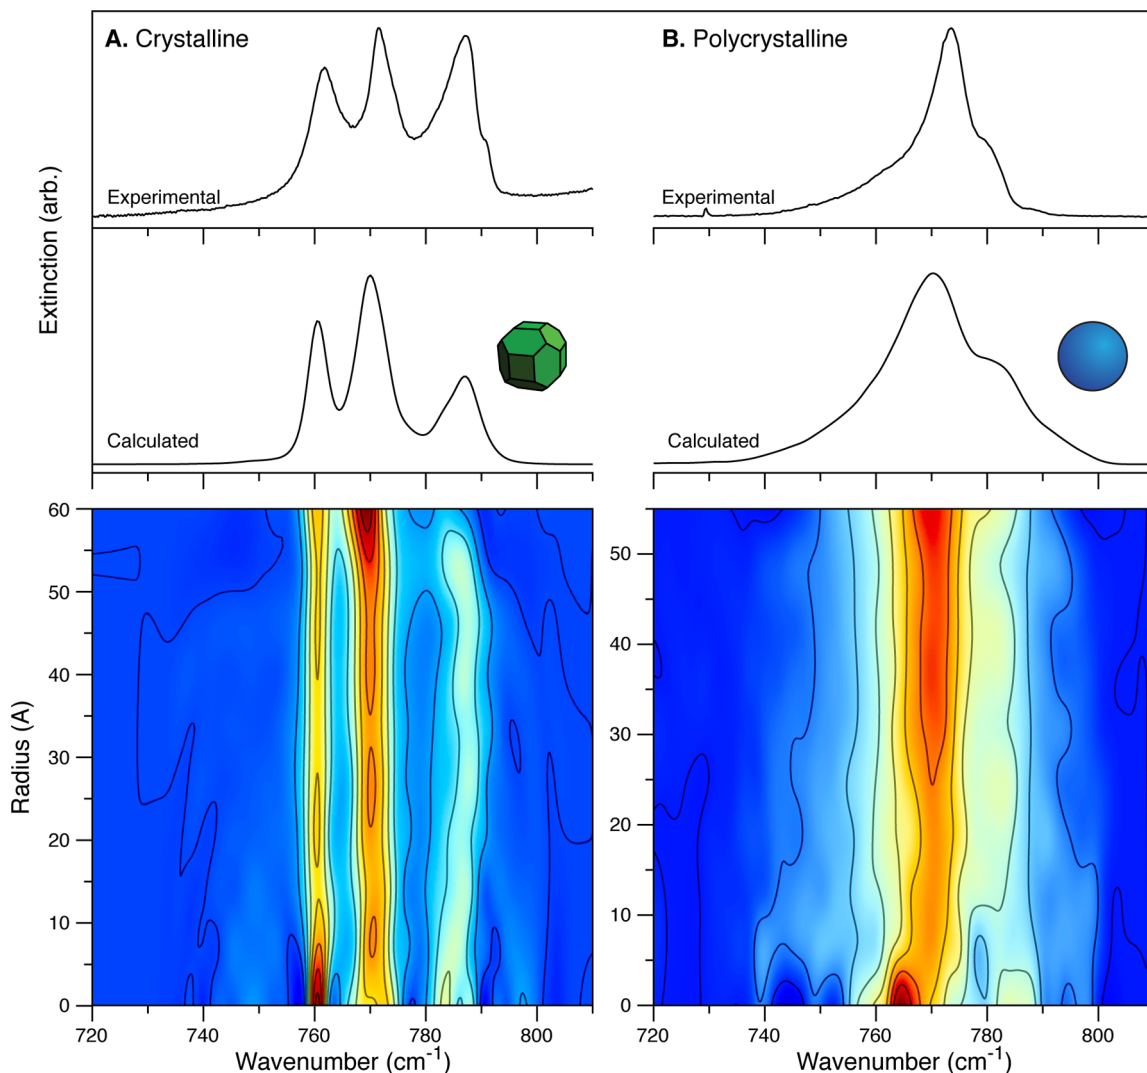 A. Crystalline
B. Polycrystalline
Extinction (arb.)
Experimental
Experimental
Calculated
Calculated
Radius (A)
60
50
40
30
20
10
0
50
40
30
20
10
0
720 740 760 780 800
720 740 760 780 800
Wavenumber (cm⁻¹)
Wavenumber (cm⁻¹)